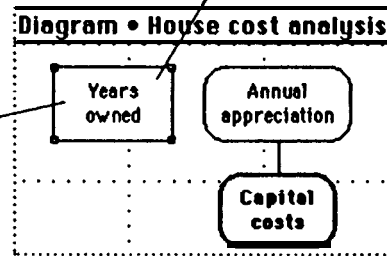 Diagram • House cost analysis
Years
owned
Annual
appreciation
Capital
costs